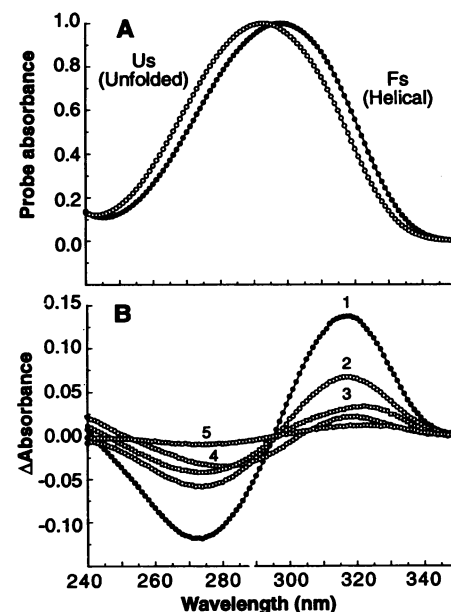 A
Us
(Unfolded)
Fs
(Helical)
Probe absorbance
1.0
0.8
0.6
0.4
0.2
0.0
B
ΔAbsorbance
0.15
0.10
0.05
0.00
-0.05
-0.10
1
2
3
5
4
240 260 280 300 320 340
Wavelength (nm)